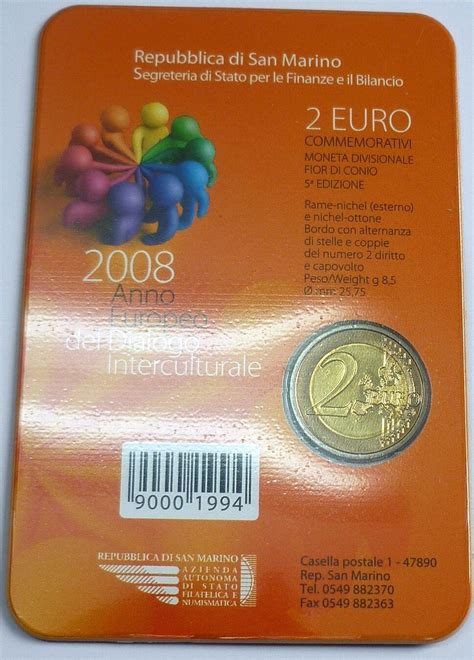 Repubblica di San Marino
Segreteria di Stato per le Finanze e il Bilancio
2 EURO
COMMEMORATIVI
MONETA DIVISIONALE
FIOR DI CONIO
5ª EDIZIONE
Rame-nichel (esterno)
e nichel-ottone
Bordo con alternanza
di stelle e coppie
del numero 2 diritto
e capovolto
Peso/Weight g 8,5
Ø mm 25,75
2008
Anno
Europeo
del Dialogo
Interculturale
2 EURO
9000 1994
REPUBBLICA DI SAN MARINO
AZIENDA
AUTONOMA
DI STATO
FILATELICA E
NUMISMATICA
Casella postale 1 - 47890
Rep. San Marino
Tel. 0549 882370
Fax 0549 882363